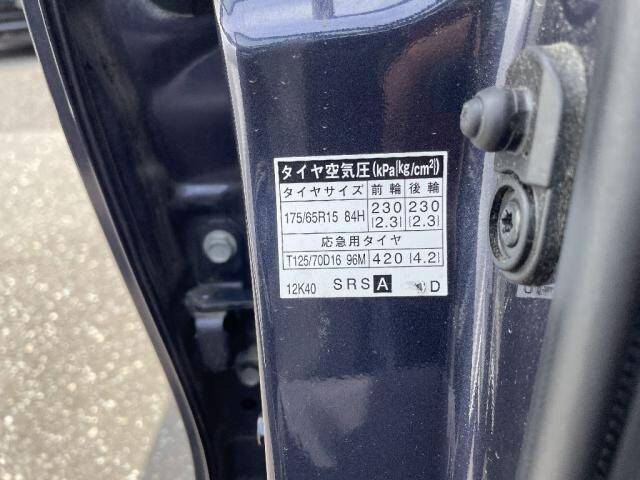 タイヤ空気圧(kPa{kg/cm²})
タイヤサイズ 前輪 後輪
175/65R15 84H 230 {2.3} 230 {2.3}
応急用タイヤ
T125/70D16 96M 420 {4.2}
12K40 SRS A D